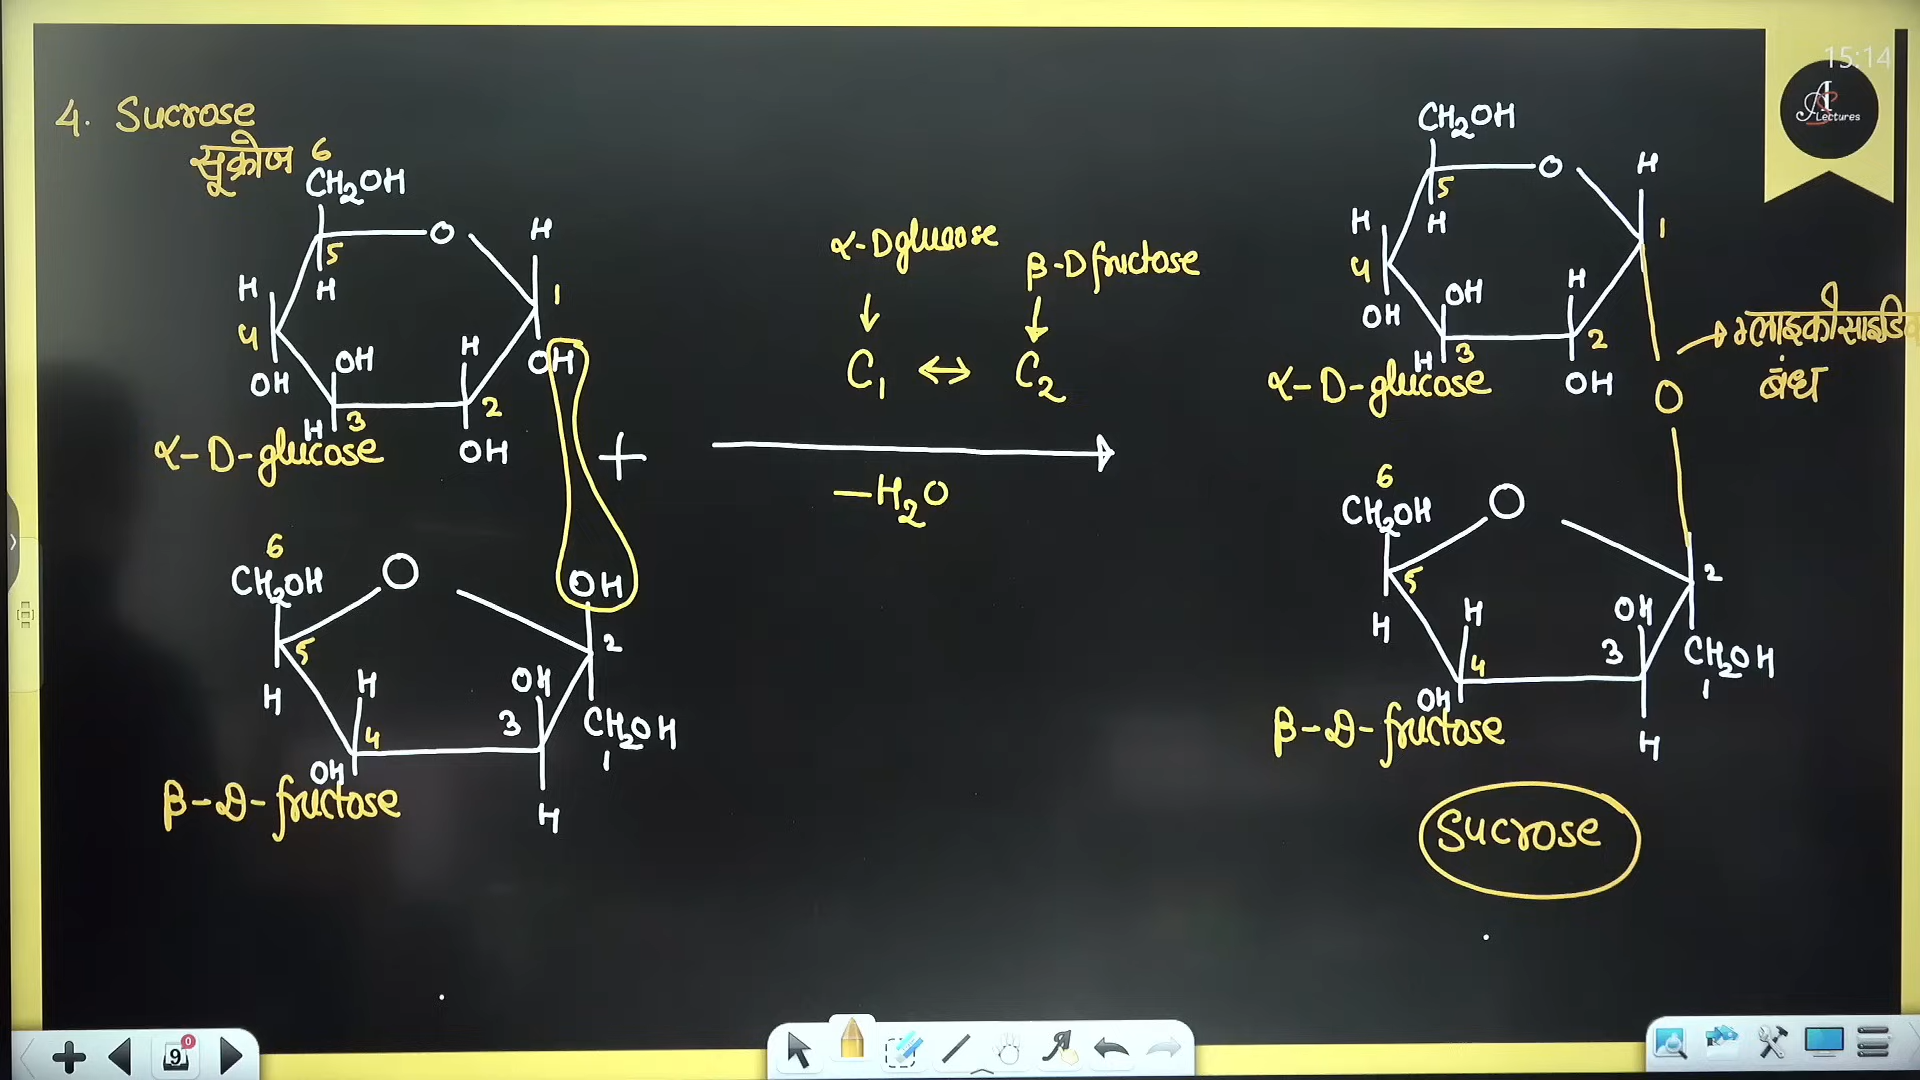 15:14
A
S
Lectures
4. Sucrose
सूक्रोज
6
CH2OH
O
H
5
H
H
1
4
OH
H
OH
OH
H
3
2
OH
α-D-glucose
+
6
CH2OH
O
OH
5
2
H
H
OH
4
3
CH2OH
1
OH
H
β-D-fructose
α-Dglucose
β-Dfructose
↓
↓
C1 ↔ C2
→
-H2O
CH2OH
O
H
5
H
H
1
4
OH
H
OH
H
3
2
OH
α-D-glucose
O
→ ग्लाइकोसाइडि
बंध
6
CH2OH
O
5
2
H
H
OH
4
3
CH2OH
1
OH
H
β-D-fructose
Sucrose
9
0